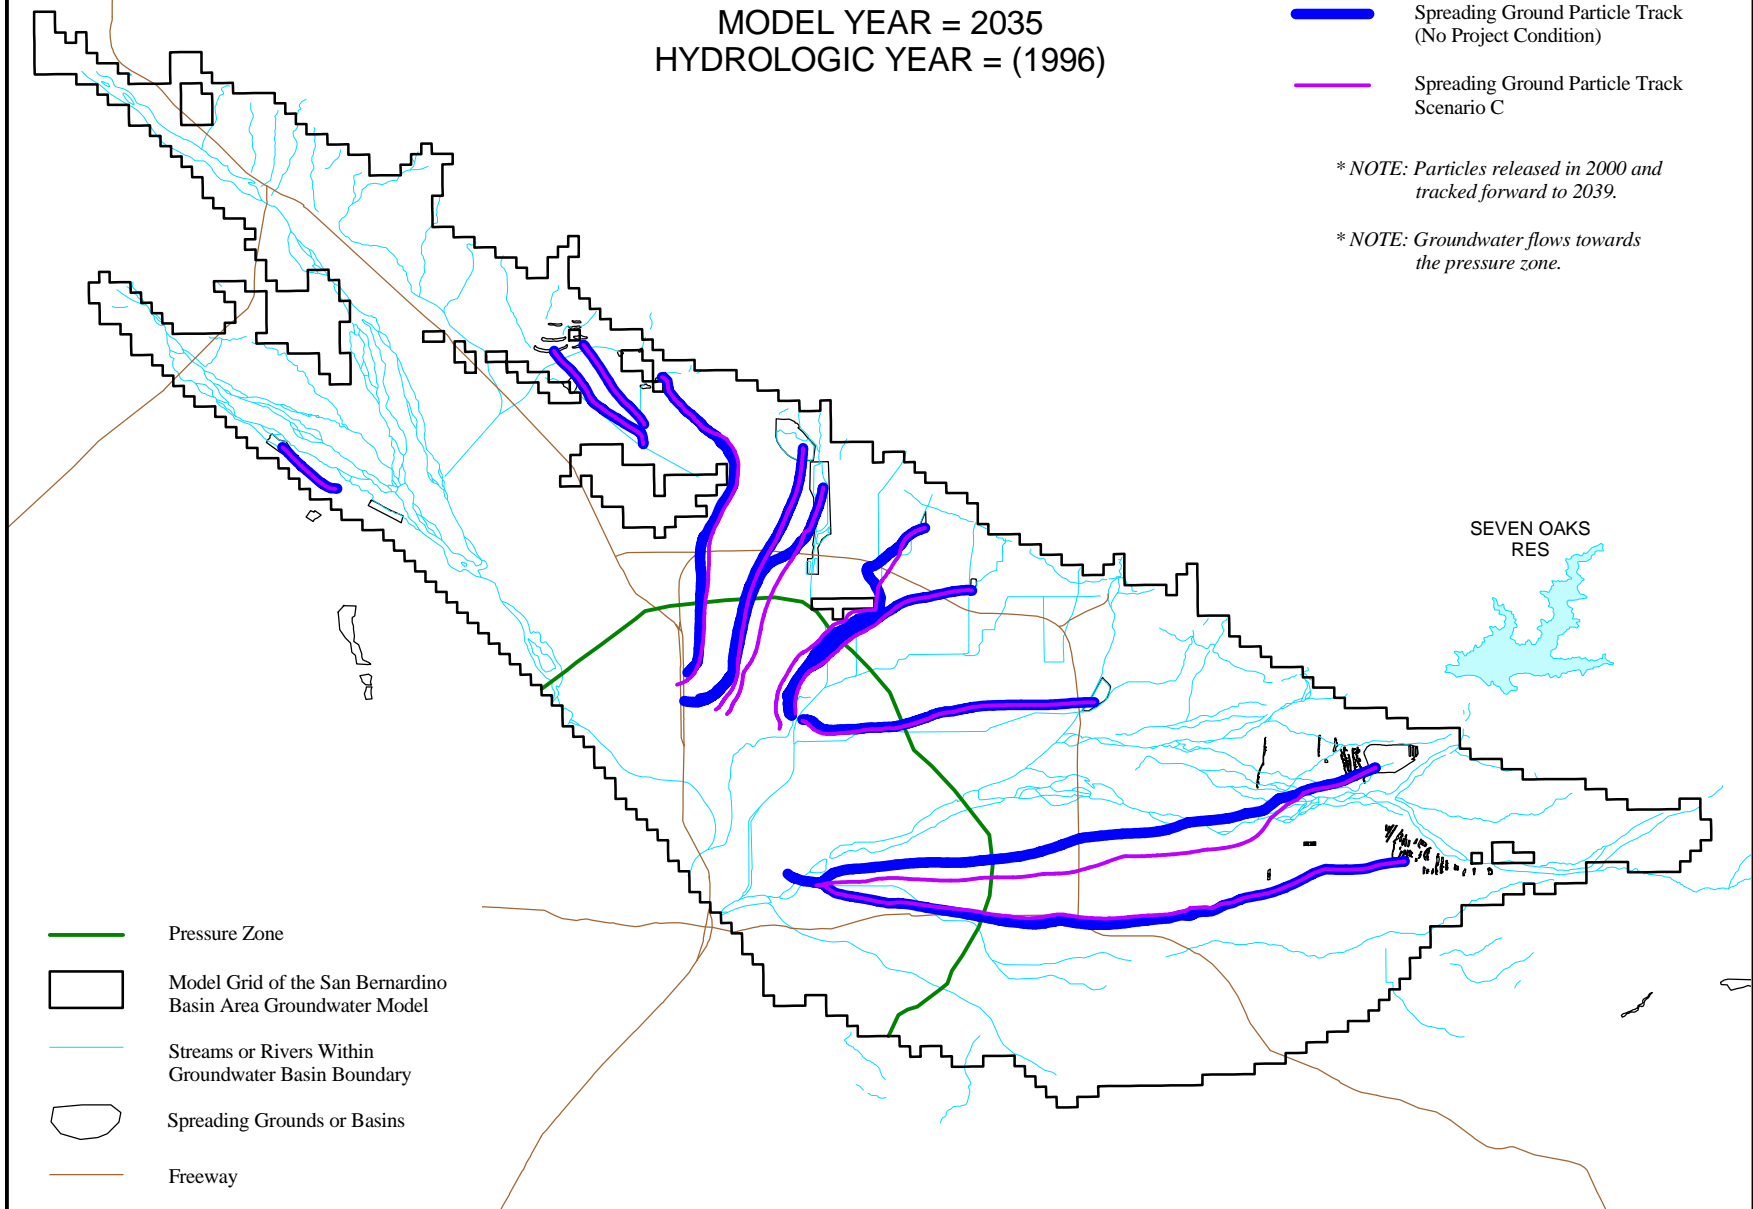 MODEL YEAR = 2035
HYDROLOGIC YEAR = (1996)
Spreading Ground Particle Track
(No Project Condition)
Spreading Ground Particle Track
Scenario C
* NOTE: Particles released in 2000 and
tracked forward to 2039.
* NOTE: Groundwater flows towards
the pressure zone.
SEVEN OAKS
RES
Pressure Zone
Model Grid of the San Bernardino
Basin Area Groundwater Model
Streams or Rivers Within
Groundwater Basin Boundary
Spreading Grounds or Basins
Freeway